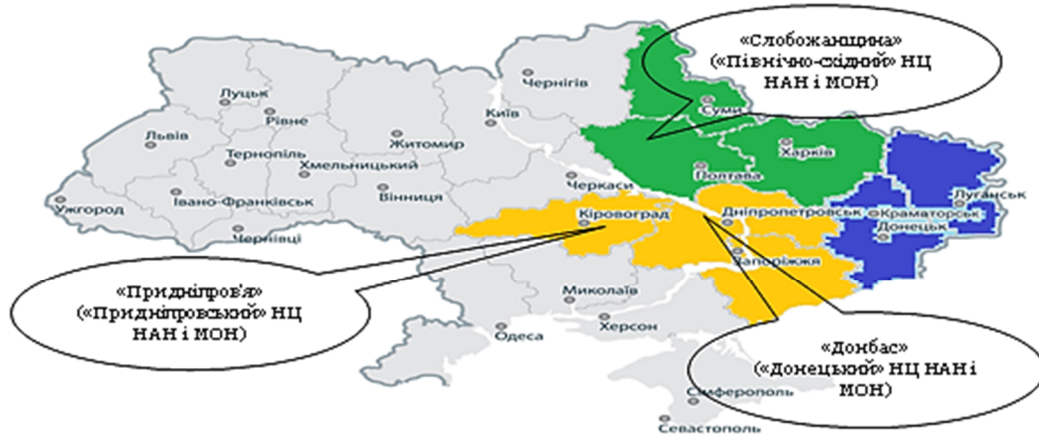 «Слобожанщина»
(«Північно-східний» НЦ
НАН і МОН)
Чернігів
Суми
Луцьк
Рівне
Київ
Житомир
Львів
Тернопіль
Хмельницький
Харків
Полтава
Вінниця
Черкаси
Луганськ
Ужгород
Івано-Франківськ
Кіровоград
Дніпропетровськ
Краматорськ
Донецьк
Чернівці
Запоріжжя
«Придніпров'я»
(«Придніпровський» НЦ
НАН і МОН)
Миколаїв
Херсон
Одеса
«Донбас»
(«Донецький» НЦ НАН і
МОН)
Сімферополь
Севастополь